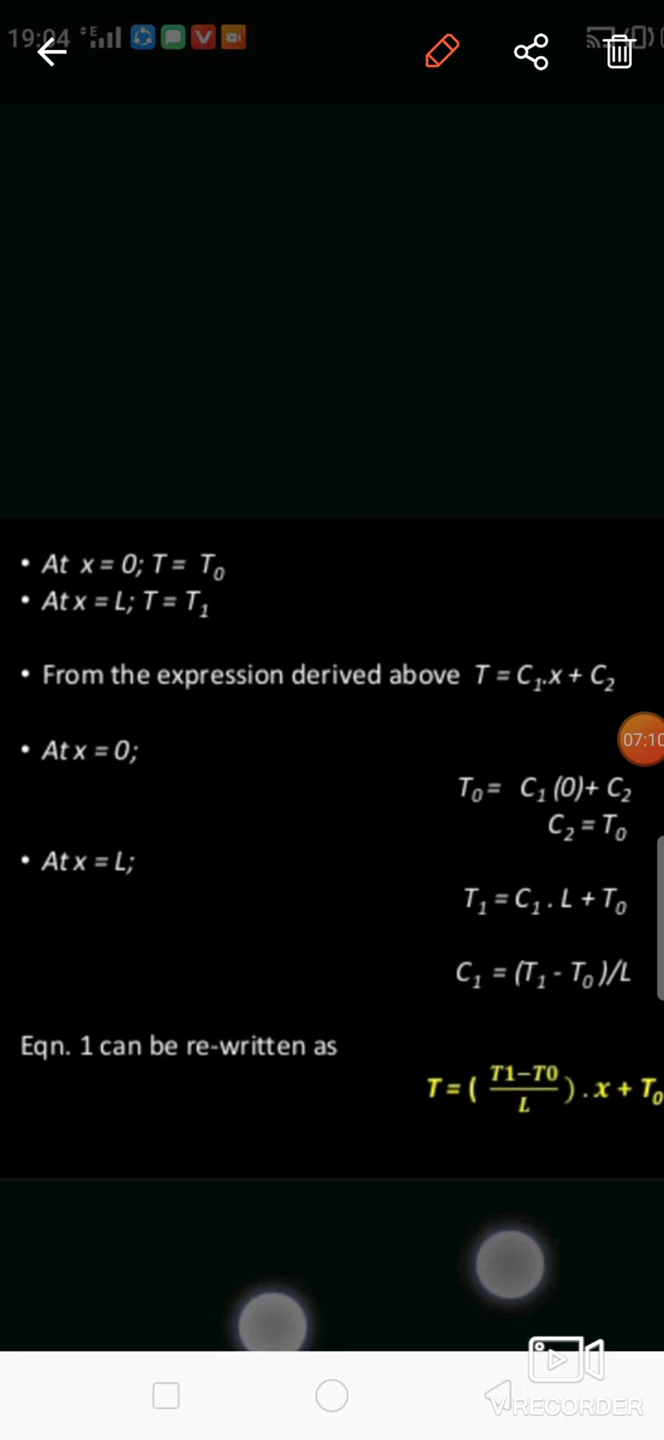 19:04
• At x = 0; T = T₀
• At x = L; T = T₁
• From the expression derived above T = C₁.x + C₂
• At x = 0;
T₀ = C₁ (0)+ C₂
C₂ = T₀
• At x = L;
T₁ = C₁ . L + T₀
C₁ = (T₁ - T₀ )/L
Eqn. 1 can be re-written as
T = ( T1−T0 / L ) . x + T₀
07:10
VRECORDER